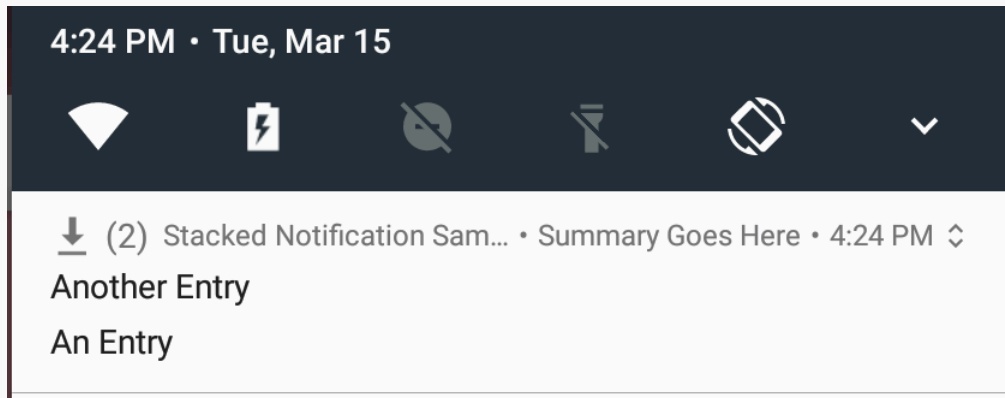 4:24 PM • Tue, Mar 15
(2) Stacked Notification Sam... • Summary Goes Here • 4:24 PM
Another Entry
An Entry